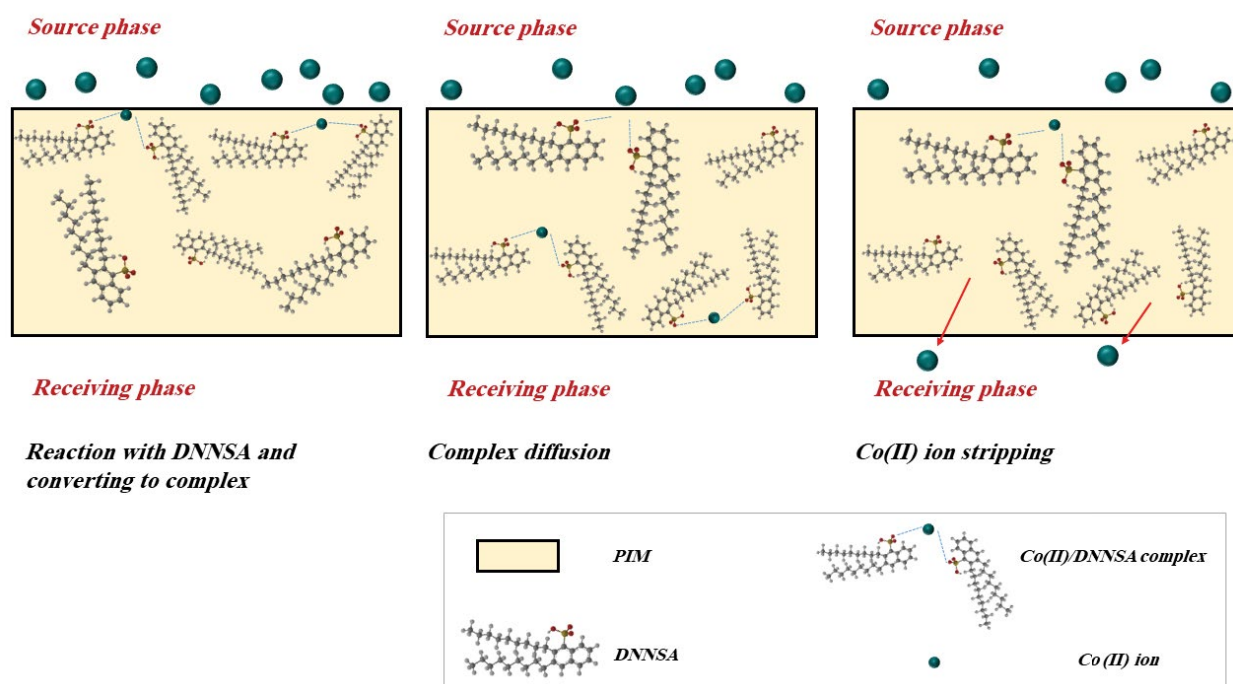 Source phase
Source phase
Source phase
Receiving phase
Receiving phase
Receiving phase
Reaction with DNNSA and
converting to complex
Complex diffusion
Co(II) ion stripping
PIM
Co(II)/DNNSA complex
DNNSA
Co (II) ion